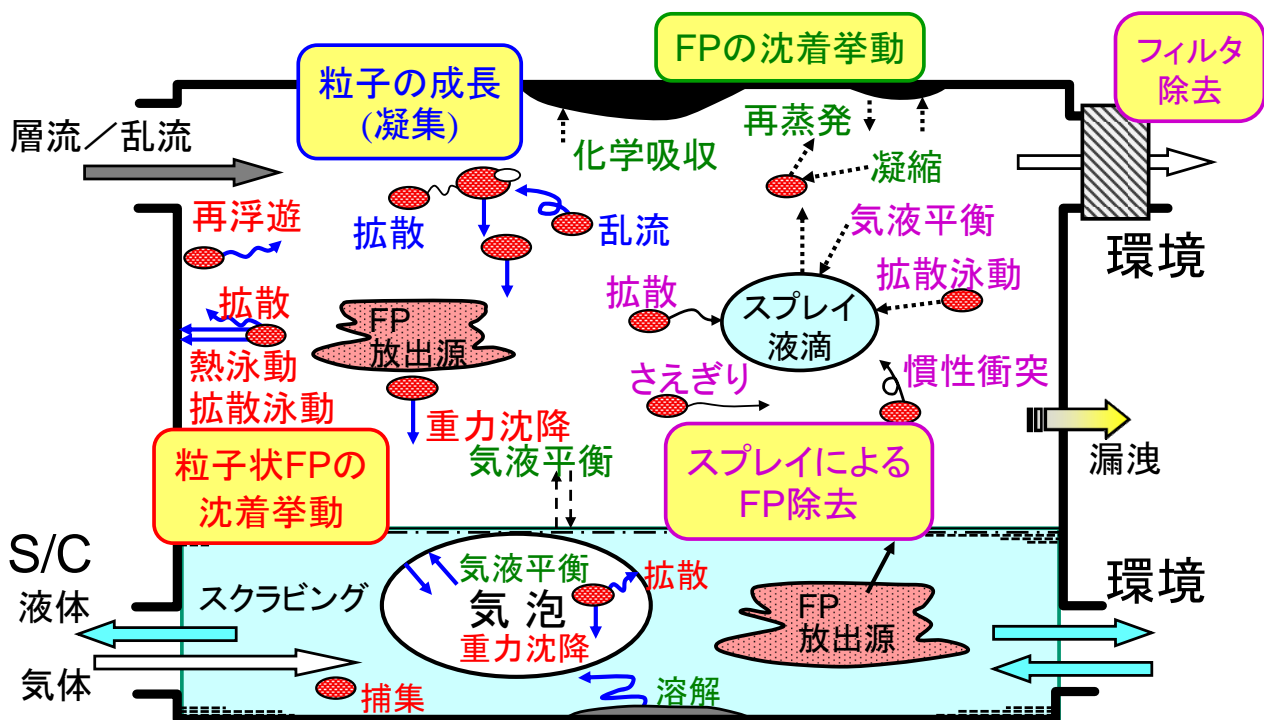 FPの沈着挙動
フィルタ
除去
粒子の成長
(凝集)
層流／乱流
再蒸発
化学吸収
凝縮
再浮遊
拡散
乱流
気液平衡
環境
拡散泳動
拡散
拡散
スプレイ
液滴
FP
放出源
熱泳動
拡散泳動
さえぎり
慣性衝突
重力沈降
気液平衡
漏洩
粒子状FPの
沈着挙動
スプレイによる
FP除去
S/C
液体
スクラビング
気液平衡
拡散
気泡
重力沈降
FP
放出源
環境
気体
捕集
溶解